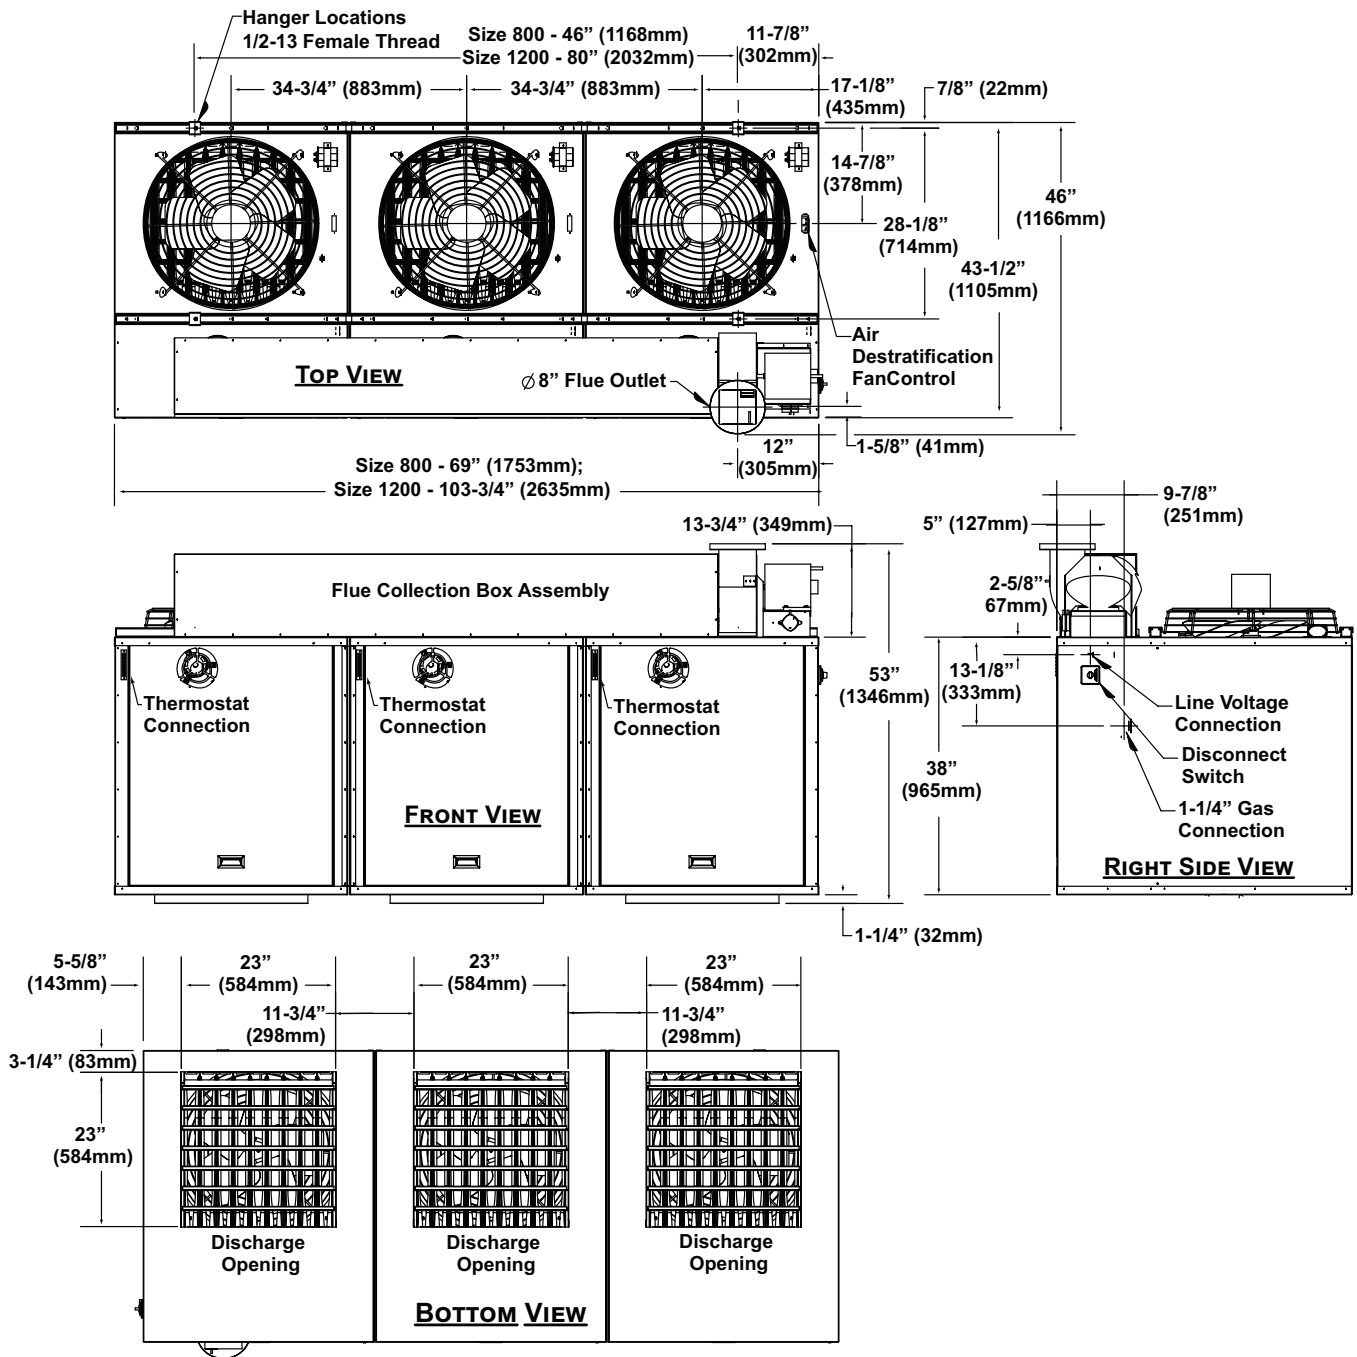 Hanger Locations
1/2-13 Female Thread
Size 800 - 46” (1168mm)
Size 1200 - 80” (2032mm)
11-7/8”
(302mm)
34-3/4” (883mm)
34-3/4” (883mm)
17-1/8”
(435mm)
7/8” (22mm)
14-7/8”
(378mm)
28-1/8”
(714mm)
46”
(1166mm)
43-1/2”
(1105mm)
Air
Destratification
FanControl
TOP VIEW
∅ 8” Flue Outlet
12”
(305mm)
1-5/8” (41mm)
Size 800 - 69” (1753mm);
Size 1200 - 103-3/4” (2635mm)
13-3/4” (349mm)
Flue Collection Box Assembly
Thermostat
Connection
Thermostat
Connection
Thermostat
Connection
53”
(1346mm)
FRONT VIEW
1-1/4” (32mm)
9-7/8”
(251mm)
5” (127mm)
2-5/8”
67mm)
13-1/8”
(333mm)
38”
(965mm)
Line Voltage
Connection
Disconnect
Switch
1-1/4” Gas
Connection
RIGHT SIDE VIEW
5-5/8”
(143mm)
23”
(584mm)
23”
(584mm)
23”
(584mm)
11-3/4”
(298mm)
11-3/4”
(298mm)
3-1/4” (83mm)
23”
(584mm)
Discharge
Opening
Discharge
Opening
Discharge
Opening
BOTTOM VIEW